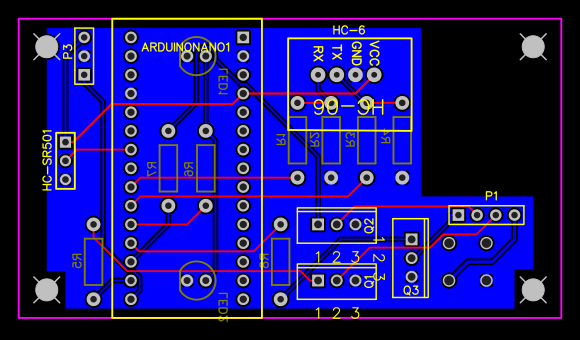 HC-6
P3
ARDUINONANO1
RX
TX
GND
VCC
LED1
HC-06
HC-SR501
R1
R2
R3
R4
R7
R6
P1
Q2
1
1 2 3
2
3
R5
R8
Q1
Q3
LED2
1 2 3